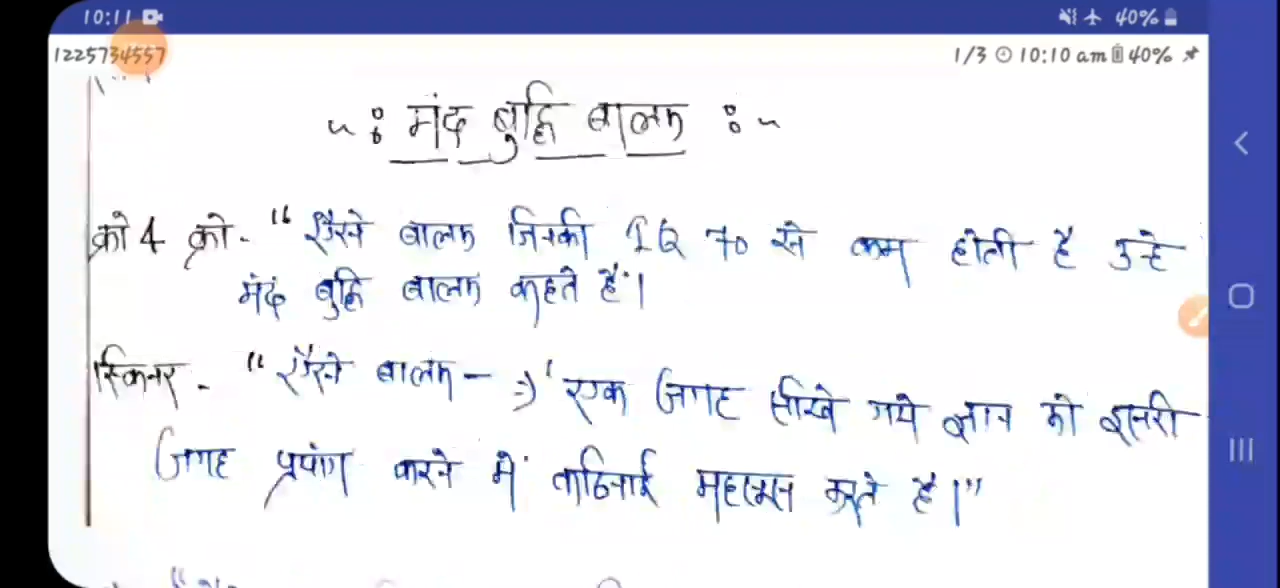 10:11 40%
1225734557 1/3 10:10 am 40%
~: मंद बुद्धि बालक :~
क्रो 4 क्रो. "ऐसे बालक जिनकी IQ 70 से कम होती है उन्हे
मंद बुद्धि बालक कहते है"।
स्किनर - "ऐसे बालक – ⇒ 'एक जगह सीखे गये ज्ञान को दूसरी
जगह प्रयोग करने में कठिनाई महसूस करते है।"